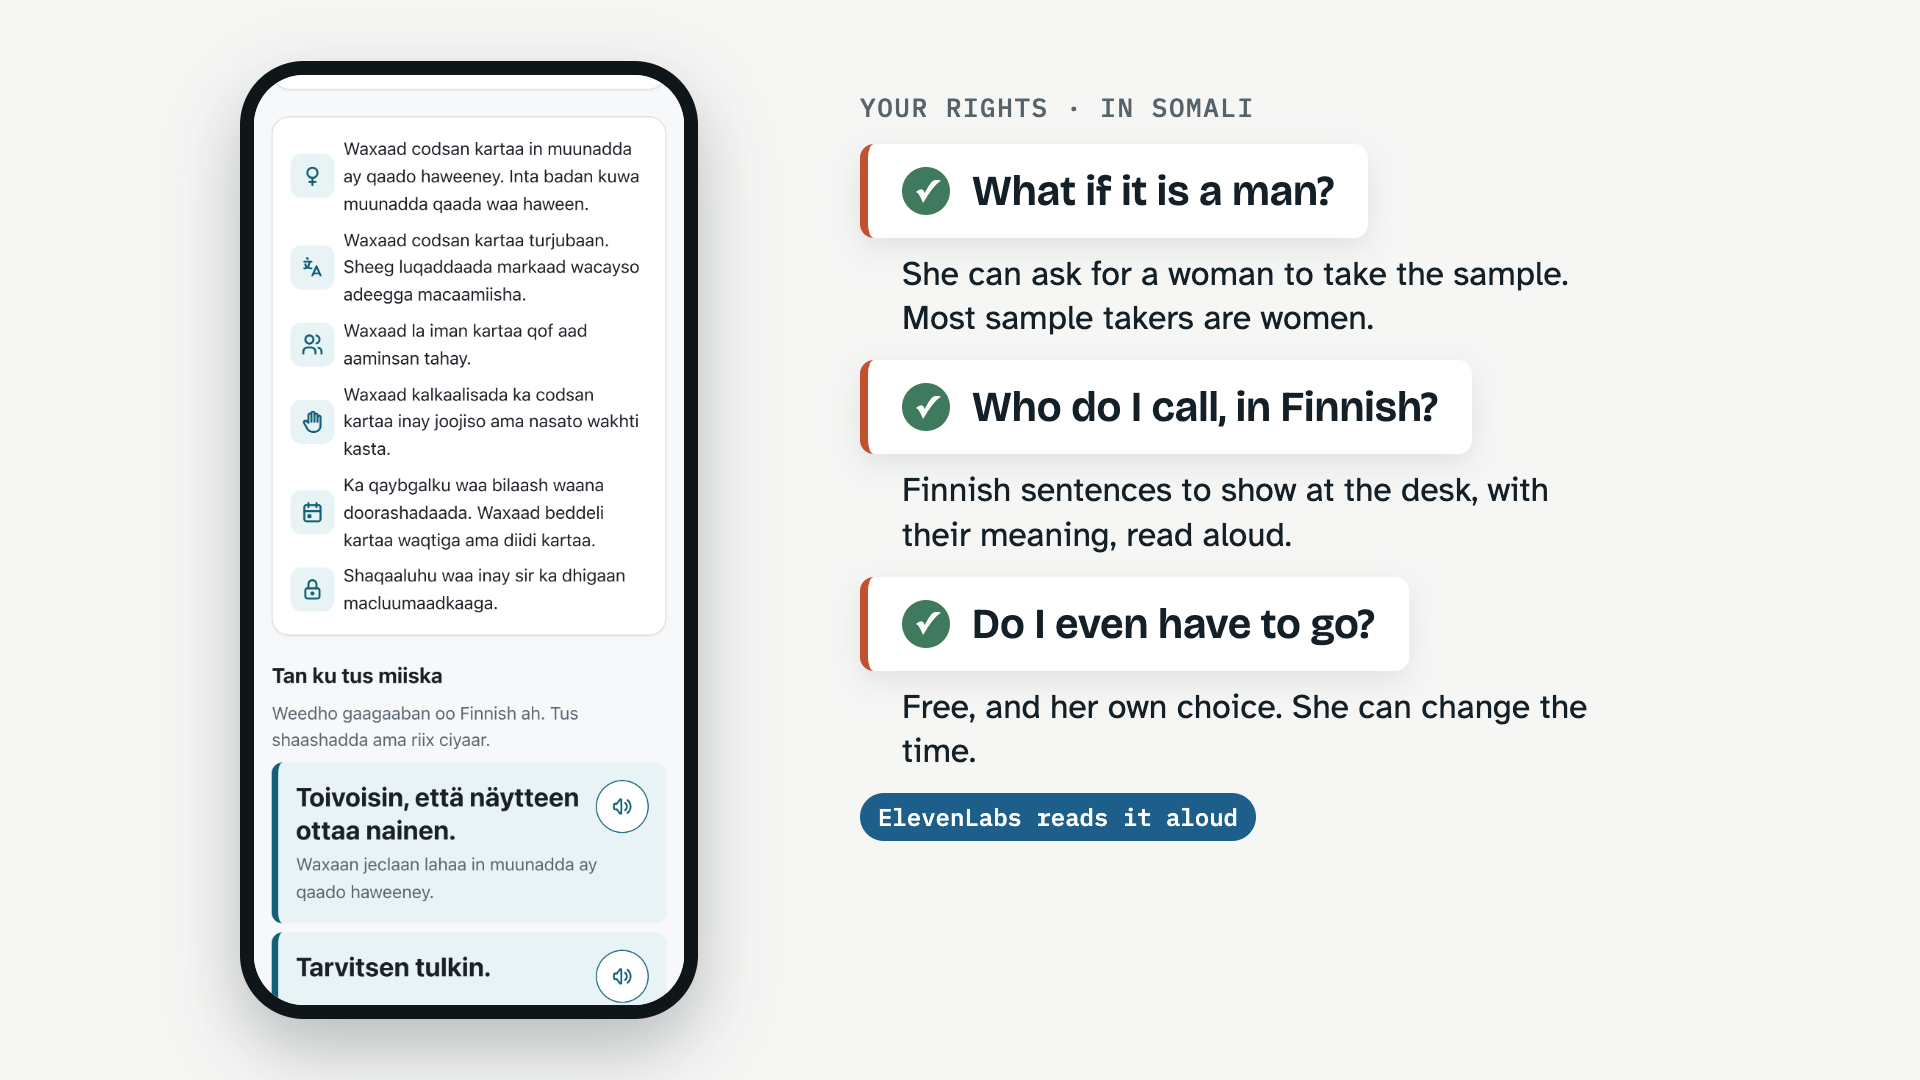 Waxaad codsan kartaa in muunadda
ay qaado haweeney. Inta badan kuwa
muunadda qaada waa haween.
Waxaad codsan kartaa turjubaan.
Sheeg luqaddaada markaad wacayso
adeegga macaamiisha.
Waxaad la iman kartaa qof aad
aaminsan tahay.
Waxaad kalkaalisada ka codsan
kartaa inay joojiso ama nasato wakhti
kasta.
Ka qaybgalku waa bilaash waana
doorashadaada. Waxaad beddeli
kartaa waqtiga ama diidi kartaa.
Shaqaaluhu waa inay sir ka dhigaan
macluumaadkaaga.
Tan ku tus miiska
Weedho gaagaaban oo Finnish ah. Tus
shaashadda ama riix ciyaar.
Toivoisin, että näytteen
ottaa nainen.
Waxaan jeclaan lahaa in muunadda ay
qaado haweeney.
Tarvitsen tulkin.
YOUR RIGHTS · IN SOMALI
What if it is a man?
She can ask for a woman to take the sample.
Most sample takers are women.
Who do I call, in Finnish?
Finnish sentences to show at the desk, with
their meaning, read aloud.
Do I even have to go?
Free, and her own choice. She can change the
time.
ElevenLabs reads it aloud